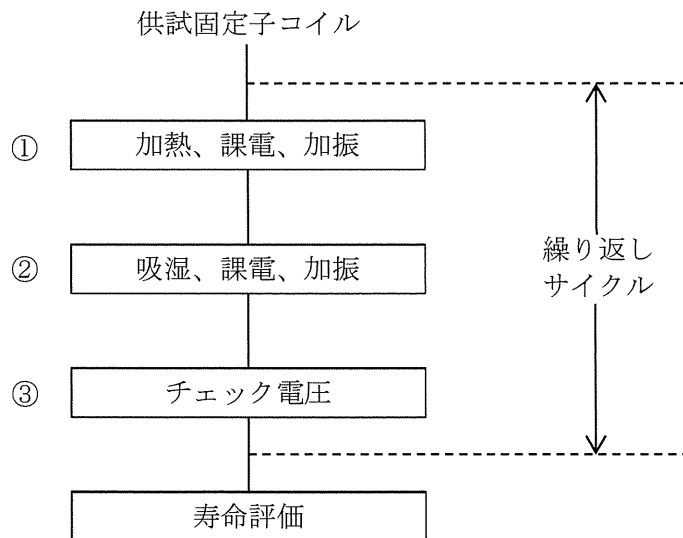 供試固定子コイル
① 加熱、課電、加振
② 吸湿、課電、加振
③ チェック電圧
繰り返し
サイクル
寿命評価